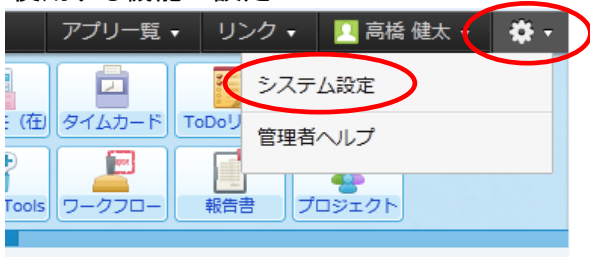 アプリ一覧 ▾ リンク ▾ 高橋 健太 ▾
システム設定
管理者ヘルプ
(在) タイムカード ToDoリ
Tools ワークフロー 報告書 プロジェクト